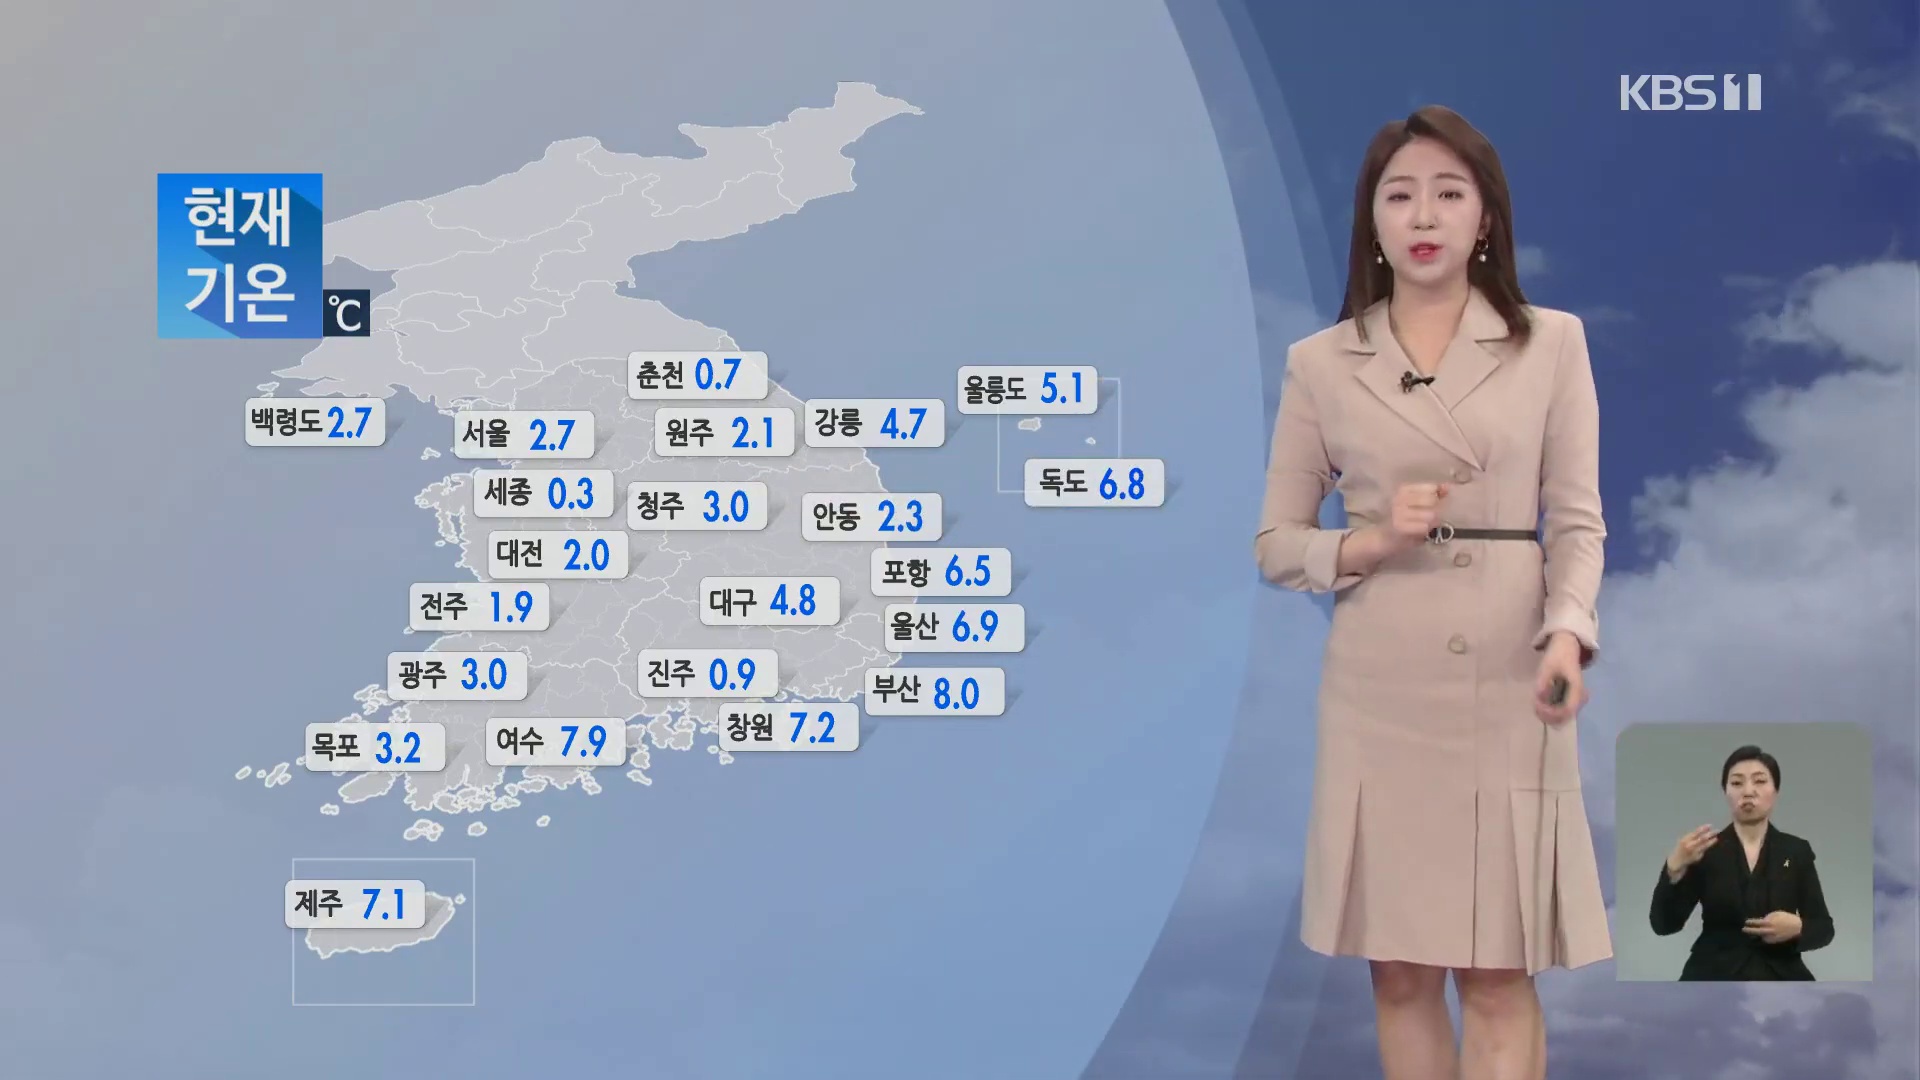 KBS 1
현재
기온
℃
춘천 0.7
울릉도 5.1
백령도 2.7
서울 2.7
원주 2.1
강릉 4.7
독도 6.8
세종 0.3
청주 3.0
안동 2.3
대전 2.0
포항 6.5
전주 1.9
대구 4.8
울산 6.9
광주 3.0
진주 0.9
부산 8.0
목포 3.2
여수 7.9
창원 7.2
제주 7.1